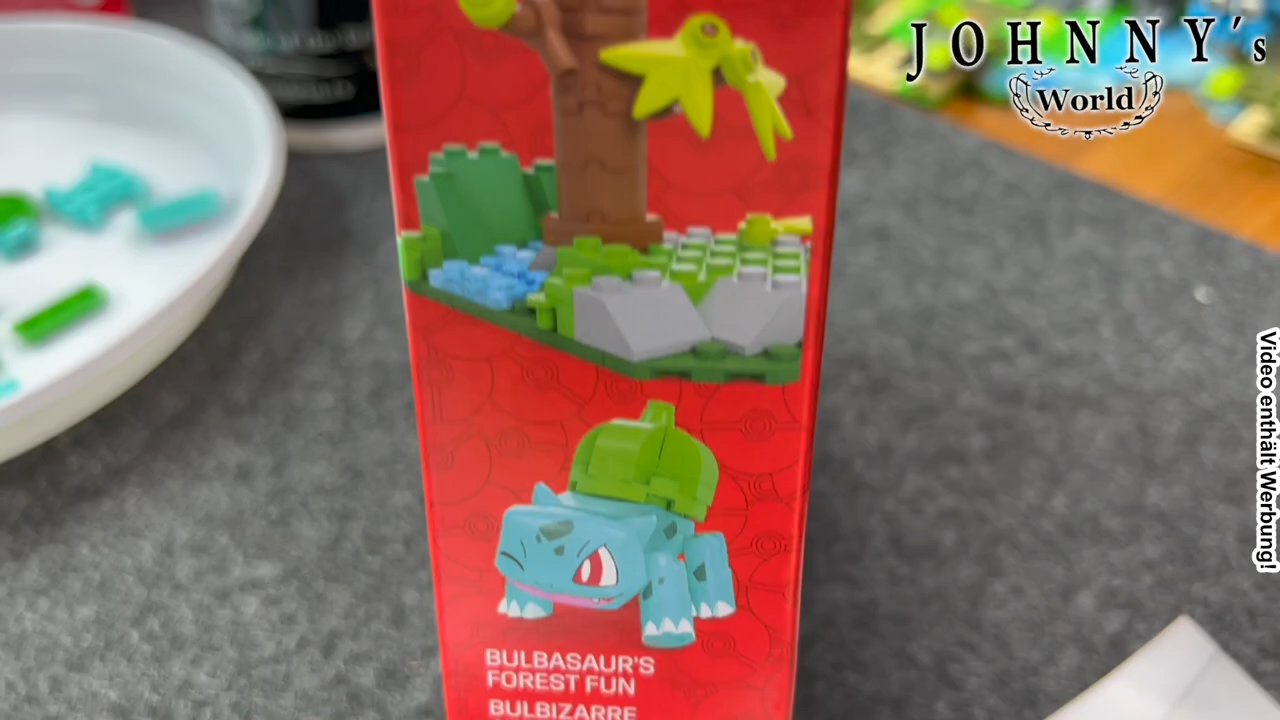 JOHNNY's
World
Video enthält Werbung!
BULBASAUR'S
FOREST FUN
BULBIZARRE